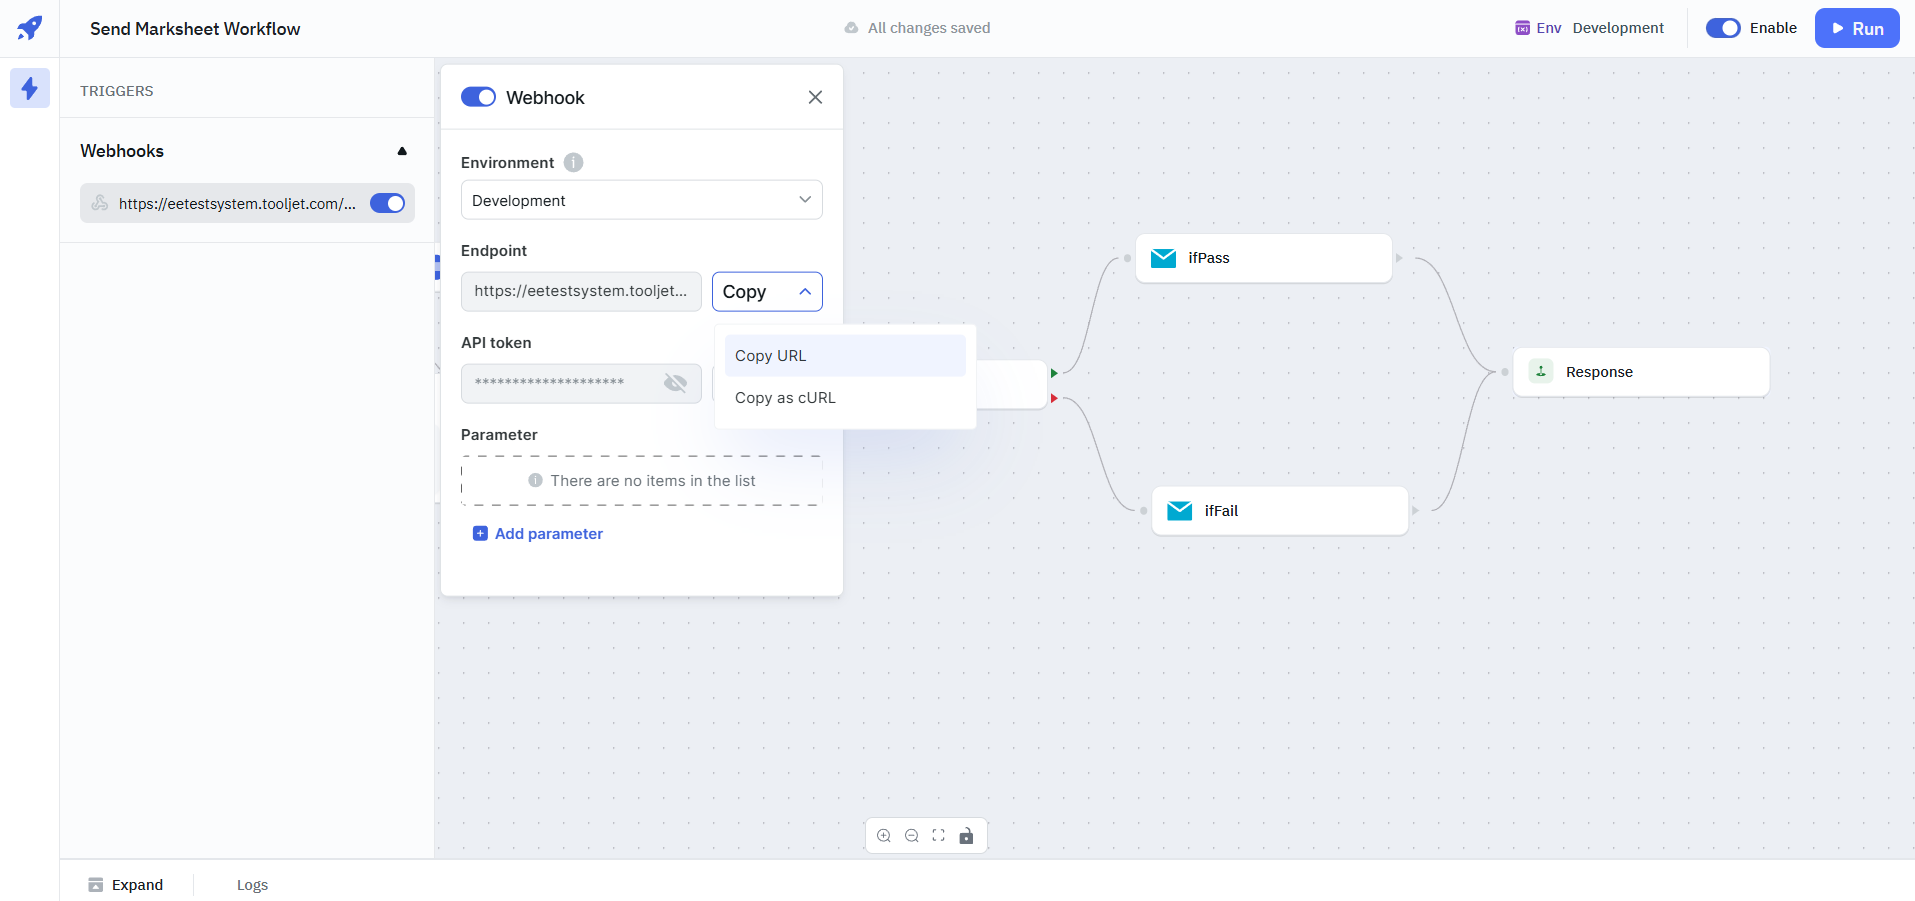 Send Marksheet Workflow
All changes saved
Env Development
Enable
Run
TRIGGERS
Webhooks
https://eetestsystem.tooljet.com/...
Webhook
Environment
Development
Endpoint
https://eetestsystem.tooljet...
Copy
Copy URL
Copy as cURL
API token
********************
Parameter
There are no items in the list
Add parameter
ifPass
Response
ifFail
Expand
Logs